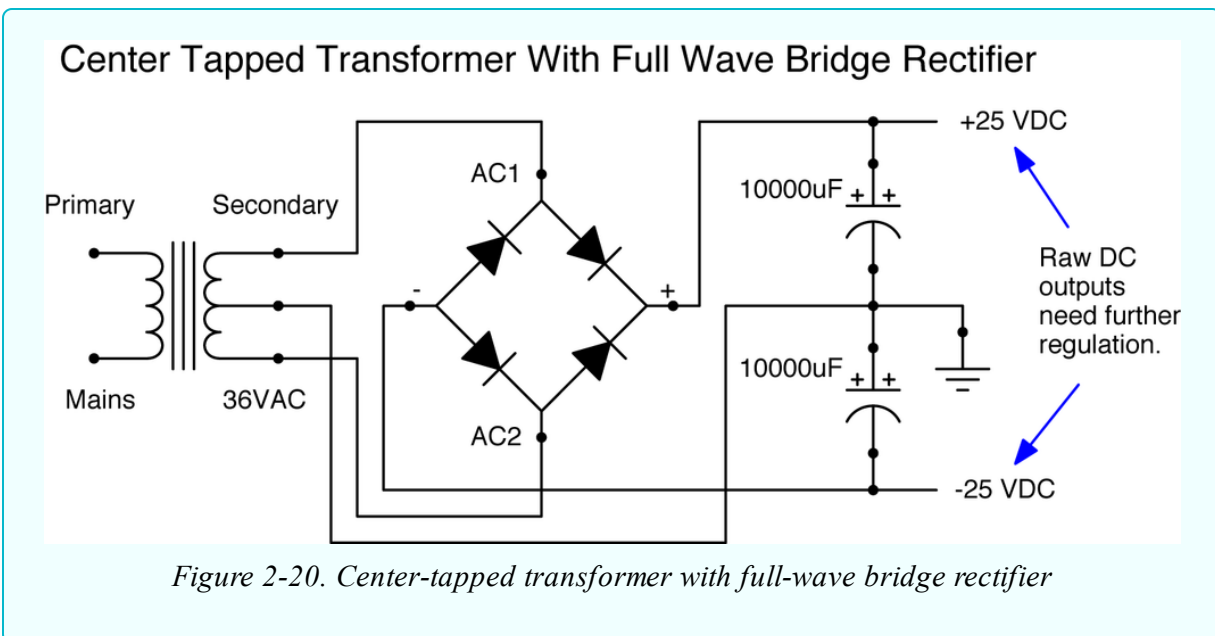 Center Tapped Transformer With Full Wave Bridge Rectifier
+25 VDC
AC1
10000uF + +
Primary Secondary
Raw DC
outputs
need further
regulation.
- +
10000uF + +
Mains 36VAC
AC2
-25 VDC
Figure 2-20. Center-tapped transformer with full-wave bridge rectifier